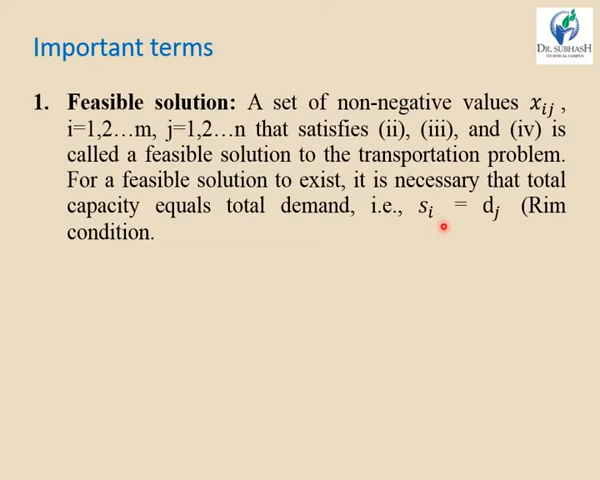 Important terms
DR. SUBHASH
TECHNICAL CAMPUS
1. Feasible solution: A set of non-negative values xᵢⱼ ,
i=1,2…m, j=1,2…n that satisfies (ii), (iii), and (iv) is
called a feasible solution to the transportation problem.
For a feasible solution to exist, it is necessary that total
capacity equals total demand, i.e., sᵢ = dⱼ (Rim
condition.